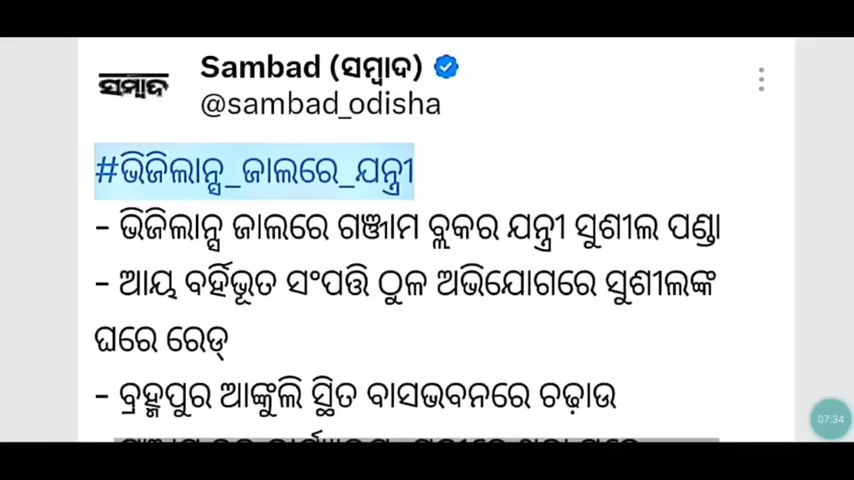 ସମ୍ବାଦ
Sambad (ସମ୍ବାଦ)
@sambad_odisha
#ଭିଜିଲାନ୍ସ_ଜାଲରେ_ଯନ୍ତ୍ରୀ
- ଭିଜିଲାନ୍ସ ଜାଲରେ ଗଞ୍ଜାମ ବ୍ଲକର ଯନ୍ତ୍ରୀ ସୁଶୀଲ ପଣ୍ଡା
- ଆୟ ବର୍ହିଭୂତ ସଂପତ୍ତି ଠୁଳ ଅଭିଯୋଗରେ ସୁଶୀଲଙ୍କ
ଘରେ ରେଡ୍
- ବ୍ରହ୍ମପୁର ଆଙ୍କୁଲି ସ୍ଥିତ ବାସଭବନରେ ଚଢ଼ାଉ
07:34